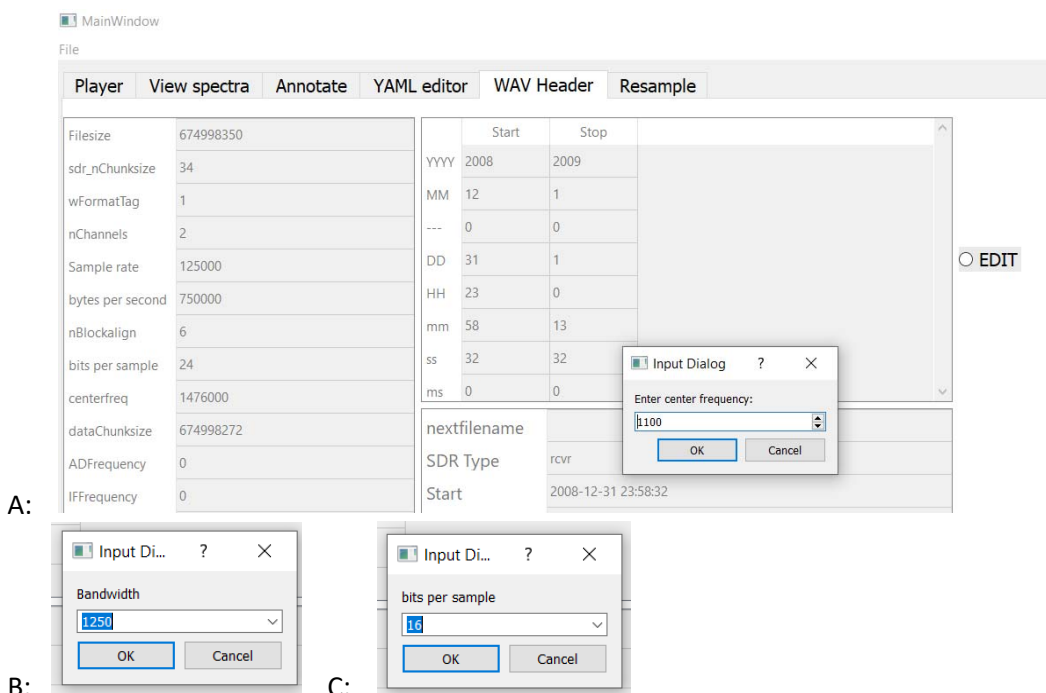 MainWindow
File
Player View spectra Annotate YAML editor WAV Header Resample
Filesize 674998350
sdr_nChunksize 34
wFormatTag 1
nChannels 2
Sample rate 125000
bytes per second 750000
nBlockalign 6
bits per sample 24
centerfreq 1476000
dataChunksize 674998272
ADFrequency 0
IFFrequency 0
Start Stop
YYYY 2008 2009
MM 12 1
--- 0 0
DD 31 1
HH 23 0
mm 58 13
ss 32 32
ms 0 0
EDIT
nextfilename
SDR Type rcvr
Start 2008-12-31 23:58:32
Input Dialog ?
Enter center frequency:
1100
OK Cancel
A:
Input Di... ?
Bandwidth
1250
OK Cancel
B:
Input Di... ?
bits per sample
16
OK Cancel
C: